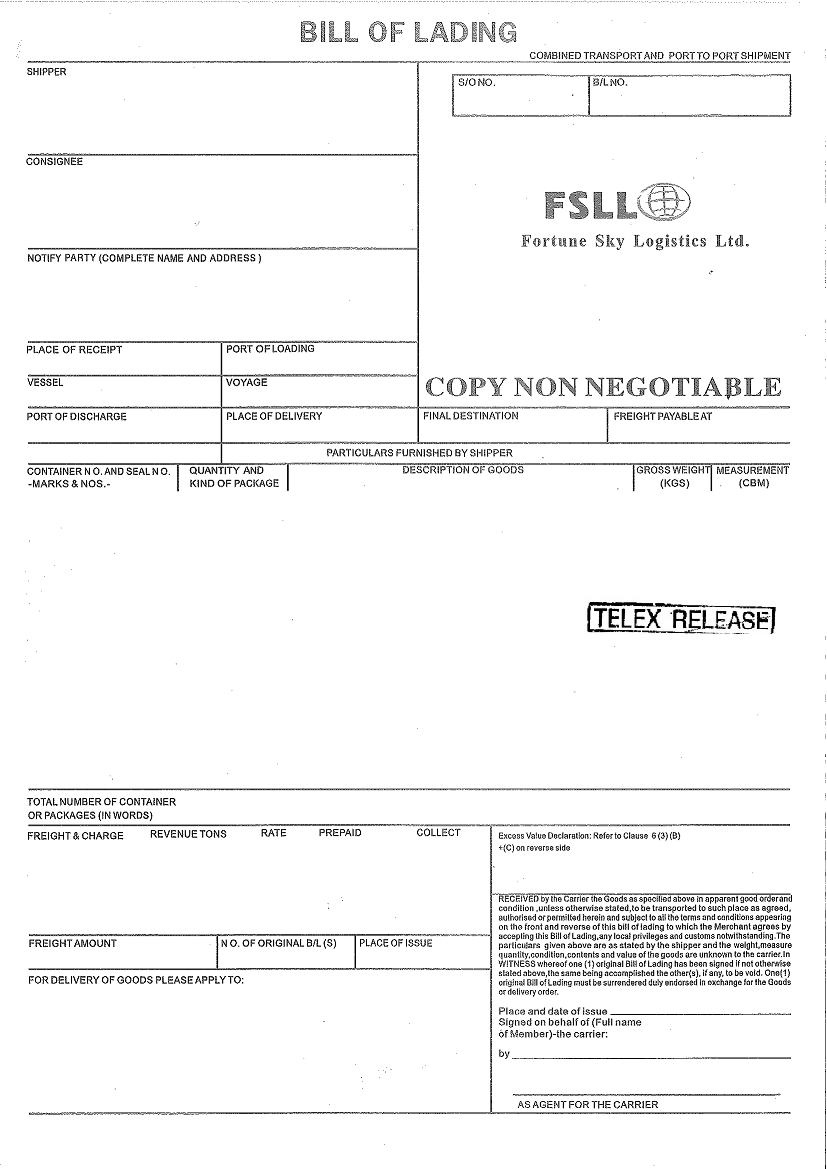 BILL OF LADING
COMBINED TRANSPORT AND PORT TO PORT SHIPMENT
SHIPPER
S/O NO.
B/L NO.
CONSIGNEE
FSLL
Fortune Sky Logistics Ltd.
NOTIFY PARTY (COMPLETE NAME AND ADDRESS )
PLACE OF RECEIPT
PORT OF LOADING
VESSEL
VOYAGE
COPY NON NEGOTIABLE
PORT OF DISCHARGE
PLACE OF DELIVERY
FINAL DESTINATION
FREIGHT PAYABLE AT
PARTICULARS FURNISHED BY SHIPPER
CONTAINER NO. AND SEAL NO.
-MARKS & NOS.-
QUANTITY AND
KIND OF PACKAGE
DESCRIPTION OF GOODS
GROSS WEIGHT
(KGS)
MEASUREMENT
(CBM)
TELEX RELEASE
TOTAL NUMBER OF CONTAINER
OR PACKAGES (IN WORDS)
FREIGHT & CHARGE
REVENUE TONS
RATE
PREPAID
COLLECT
Excess Value Declaration: Refer to Clause 6 (3) (B)
+(C) on reverse side
RECEIVED by the Carrier the Goods as specified above in apparent good order and
condition ,unless otherwise stated,to be transported to such place as agreed,
authorised or permitted herein and subject to all the terms and conditions appearing
on the front and reverse of this bill of lading to which the Merchant agrees by
accepting this Bill of Lading,any local privileges and customs notwithstanding.The
particulars given above are as stated by the shipper and the weight,measure
quantity,condition,contents and value of the goods are unknown to the carrier.In
WITNESS whereof one (1) original Bill of Lading has been signed if not otherwise
stated above,the same being accomplished the other(s), if any, to be void. One(1)
original Bill of Lading must be surrendered duly endorsed in exchange for the Goods
or delivery order.
FREIGHT AMOUNT
NO. OF ORIGINAL B/L (S)
PLACE OF ISSUE
FOR DELIVERY OF GOODS PLEASE APPLY TO:
Place and date of issue
Signed on behalf of (Full name
of Member)-the carrier:
by
AS AGENT FOR THE CARRIER